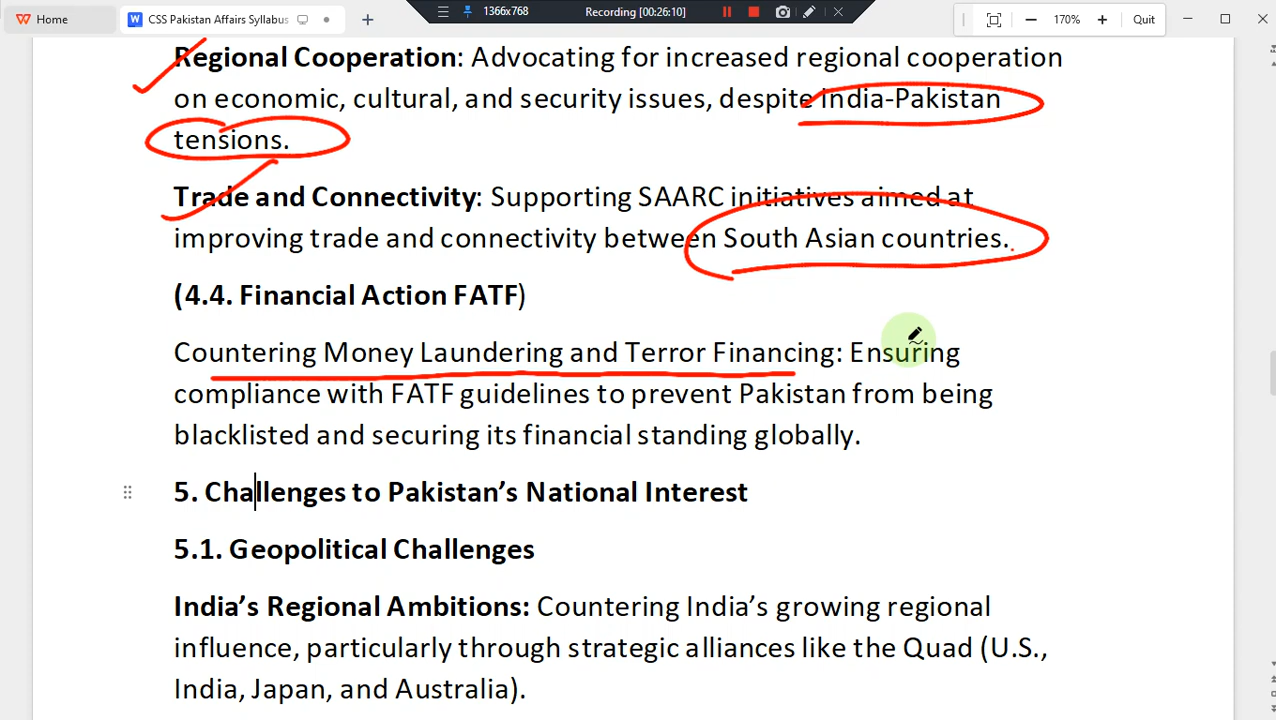 Home
CSS Pakistan Affairs Syllabus
1366x768
Recording [00:26:10]
170%
Quit
Regional Cooperation: Advocating for increased regional cooperation
on economic, cultural, and security issues, despite India-Pakistan
tensions.
Trade and Connectivity: Supporting SAARC initiatives aimed at
improving trade and connectivity between South Asian countries.
(4.4. Financial Action FATF)
Countering Money Laundering and Terror Financing: Ensuring
compliance with FATF guidelines to prevent Pakistan from being
blacklisted and securing its financial standing globally.
5. Challenges to Pakistan’s National Interest
5.1. Geopolitical Challenges
India’s Regional Ambitions: Countering India’s growing regional
influence, particularly through strategic alliances like the Quad (U.S.,
India, Japan, and Australia).